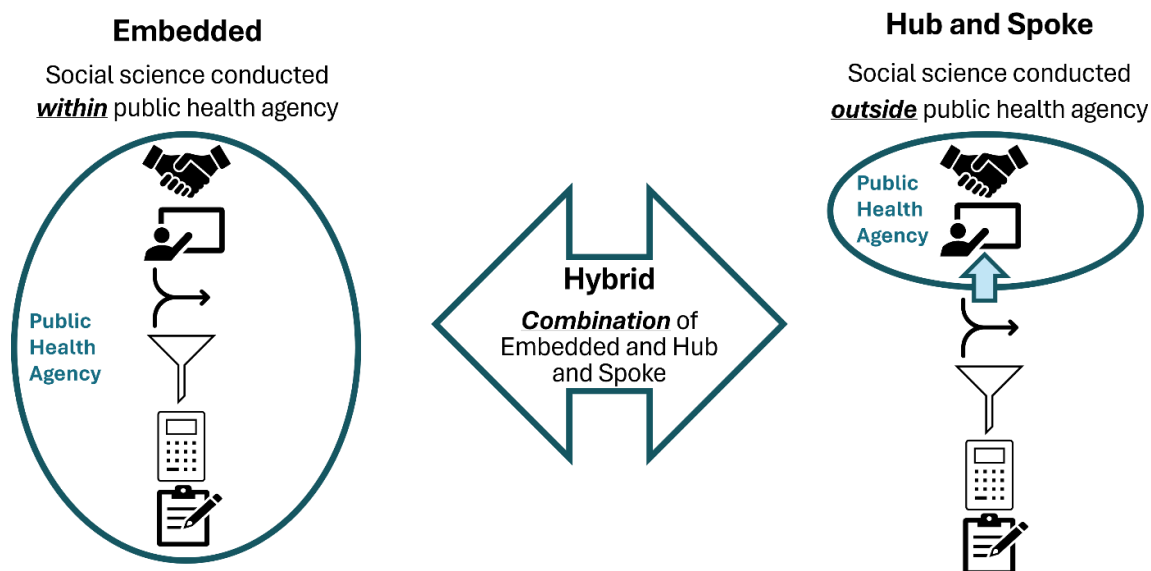 Embedded
Social science conducted
within public health agency
Public
Health
Agency
Hybrid
Combination of
Embedded and Hub
and Spoke
Hub and Spoke
Social science conducted
outside public health agency
Public
Health
Agency